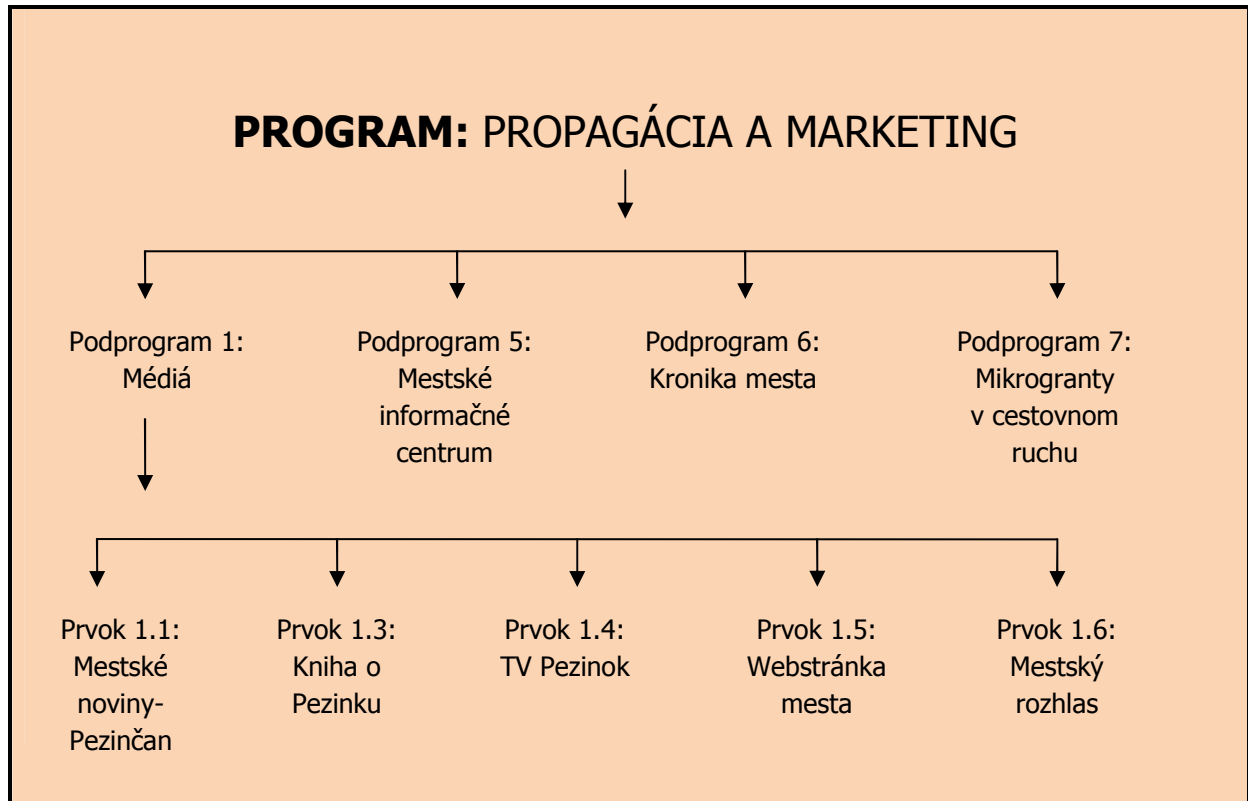 PROGRAM: PROPAGÁCIA A MARKETING
Podprogram 1:
Médiá
Podprogram 5:
Mestské
informačné
centrum
Podprogram 6:
Kronika mesta
Podprogram 7:
Mikrogranty
v cestovnom
ruchu
Prvok 1.1:
Mestské
noviny-
Pezinčan
Prvok 1.3:
Kniha o
Pezinku
Prvok 1.4:
TV Pezinok
Prvok 1.5:
Webstránka
mesta
Prvok 1.6:
Mestský
rozhlas